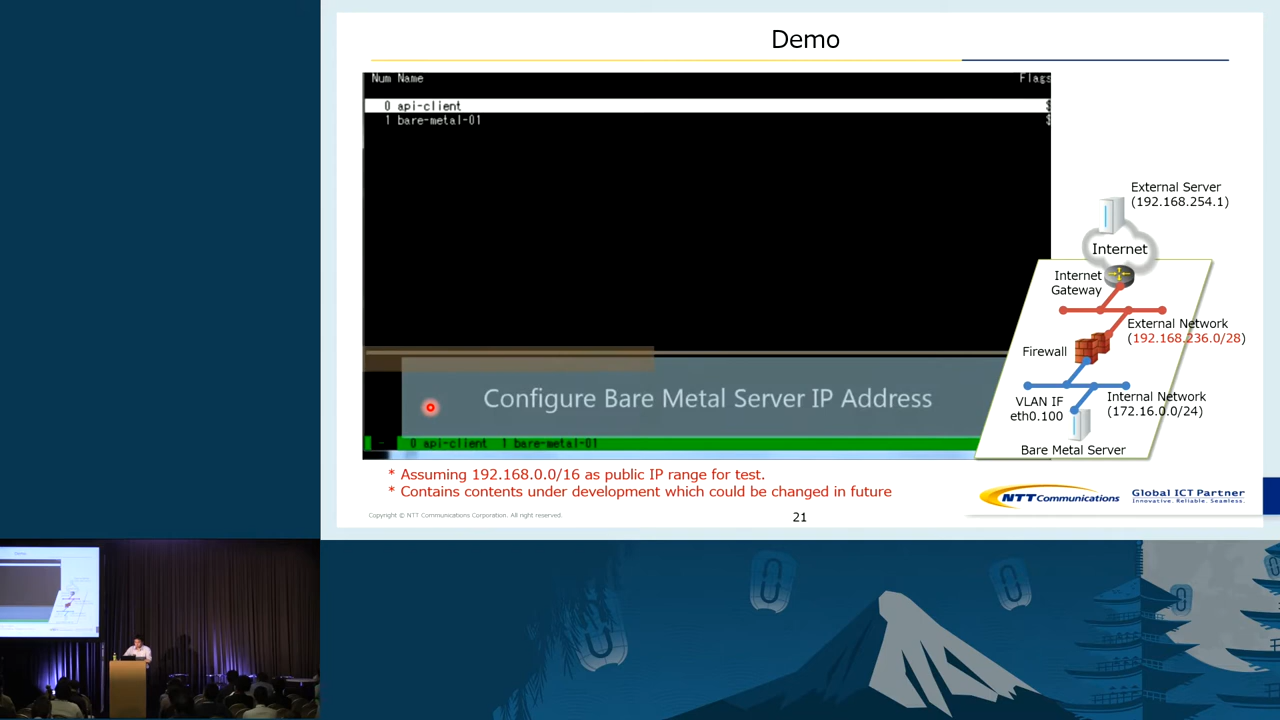 Demo
Num Name Flags
0 api-client $
1 bare-metal-01 $
Configure Bare Metal Server IP Address
- 0 api-client 1 bare-metal-01
External Server
(192.168.254.1)
Internet
Internet
Gateway
External Network
(192.168.236.0/28)
Firewall
VLAN IF
eth0.100
Internal Network
(172.16.0.0/24)
Bare Metal Server
* Assuming 192.168.0.0/16 as public IP range for test.
* Contains contents under development which could be changed in future
NTT Communications
Global ICT Partner
Innovative. Reliable. Seamless.
Copyright © NTT Communications Corporation. All right reserved.
21